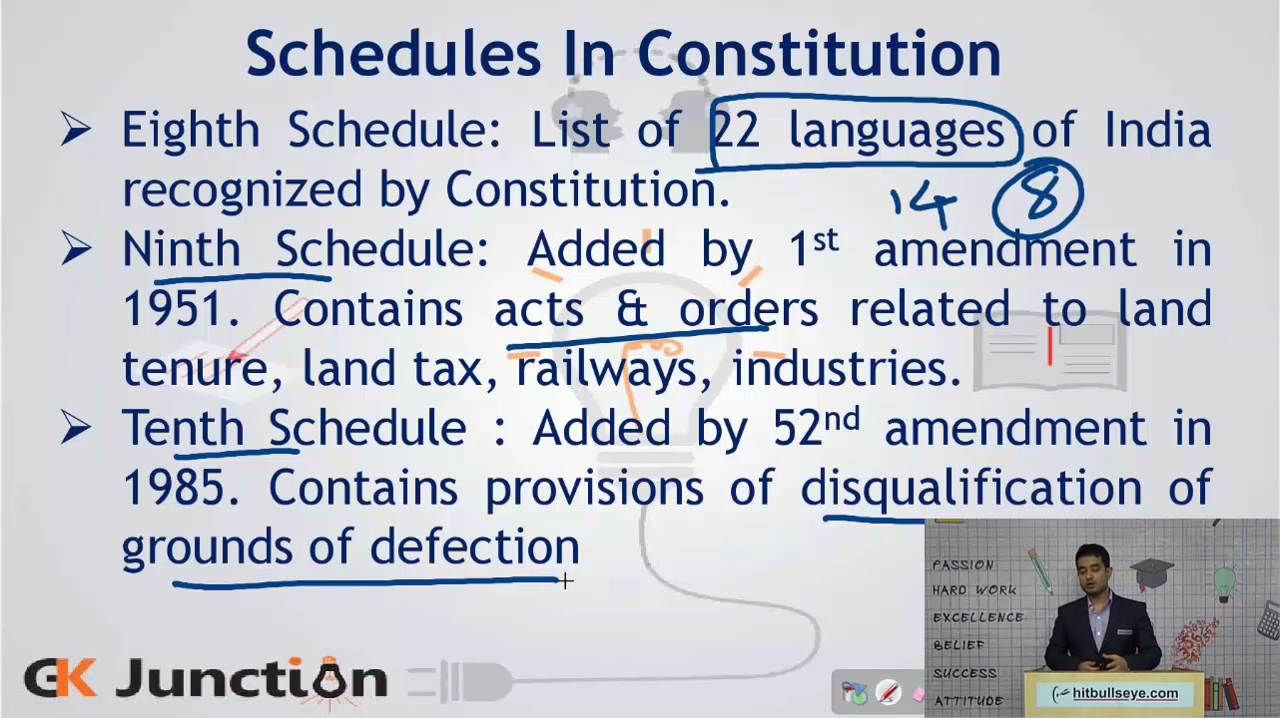 Schedules In Constitution
➢ Eighth Schedule: List of 22 languages of India
recognized by Constitution.
14 8
➢ Ninth Schedule: Added by 1st amendment in
1951. Contains acts & orders related to land
tenure, land tax, railways, industries.
➢ Tenth Schedule : Added by 52nd amendment in
1985. Contains provisions of disqualification of
grounds of defection
PASSION
HARD WORK
EXCELLENCE
BELIEF
SUCCESS
ATTITUDE
GK Junction
hitbullseye.com